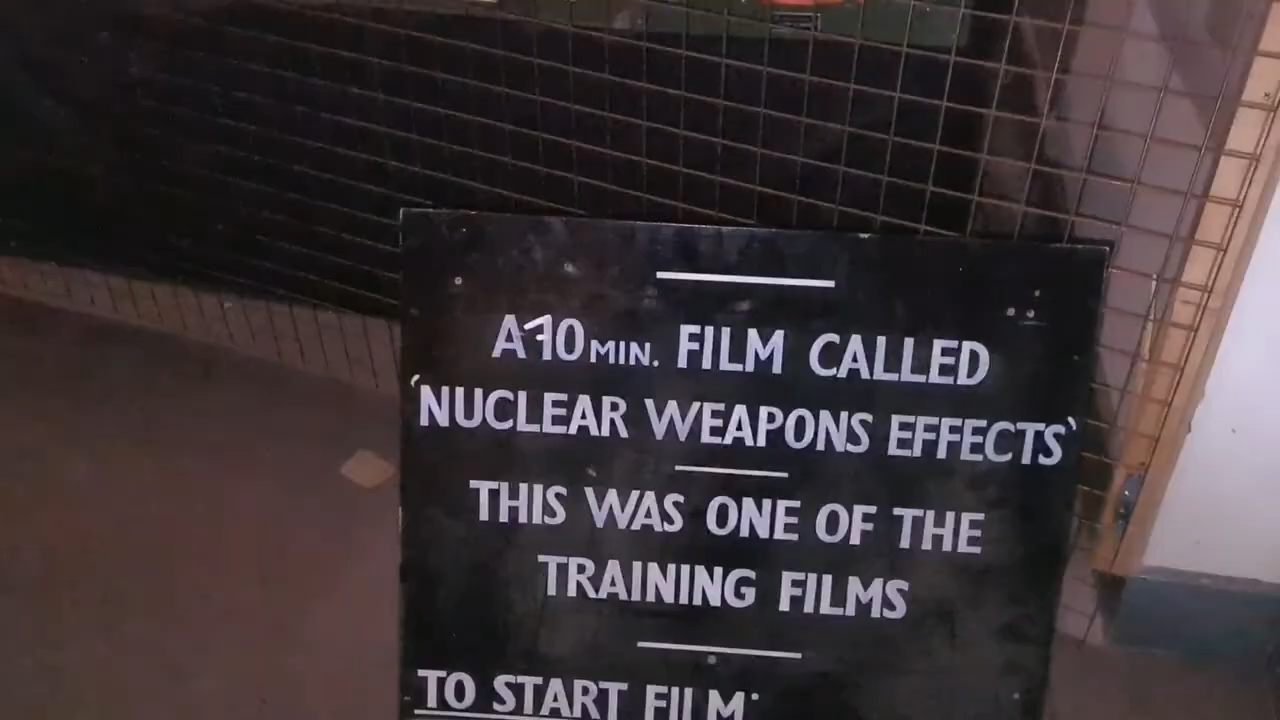 A 10 MIN. FILM CALLED
'NUCLEAR WEAPONS EFFECTS'
THIS WAS ONE OF THE
TRAINING FILMS
TO START FILM